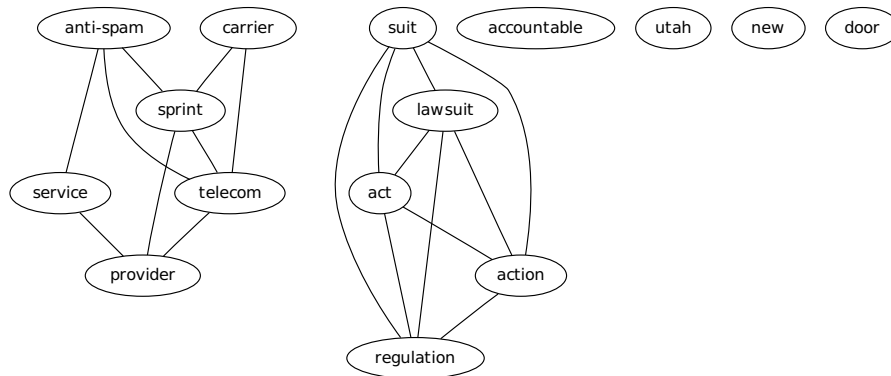 anti-spam carrier suit accountable utah new door
sprint lawsuit
service telecom act
provider action
regulation